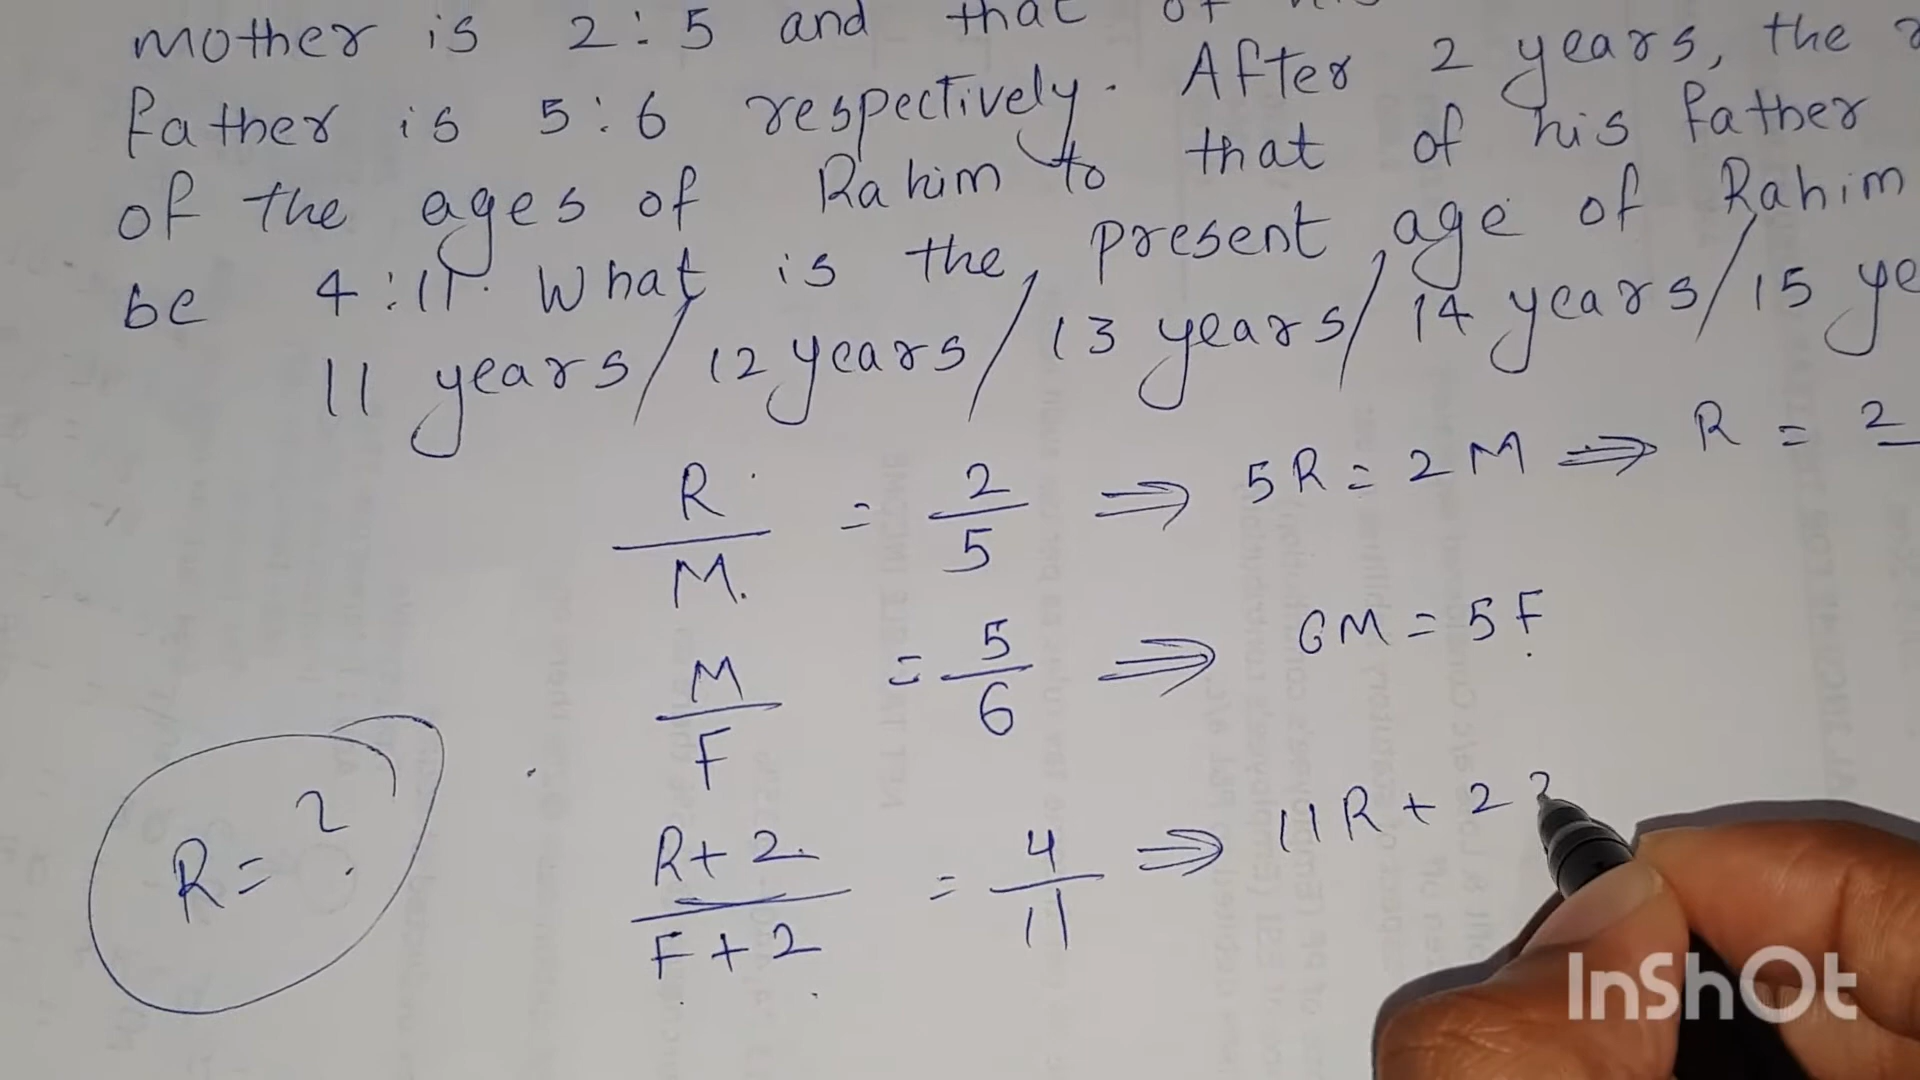 mother is 2:5 and that of
father is 5:6 respectively. After 2 years, the
of the ages of Rahim to that of his father
be 4:11. What is the present age of Rahim
11 years/12 years/13 years/14 years/15 ye
R/M = 2/5 ⟹ 5R = 2M ⟹ R = 2
M/F = 5/6 ⟹ 6M = 5F
R = ?
R+2/F+2 = 4/11 ⟹ 11R + 22
InShOt